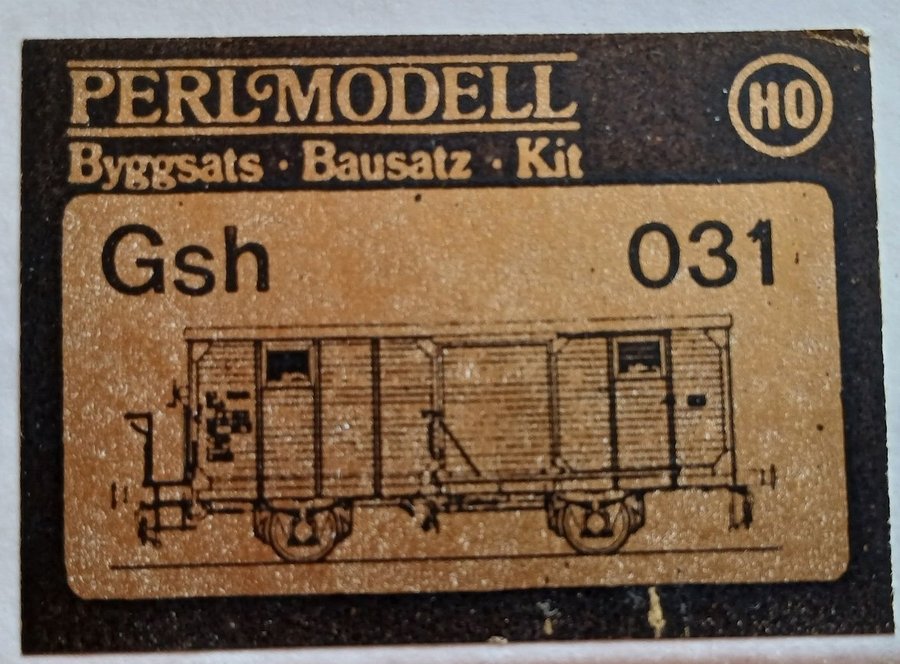 PERLMODELL
HO
Byggsats · Bausatz · Kit
Gsh
031